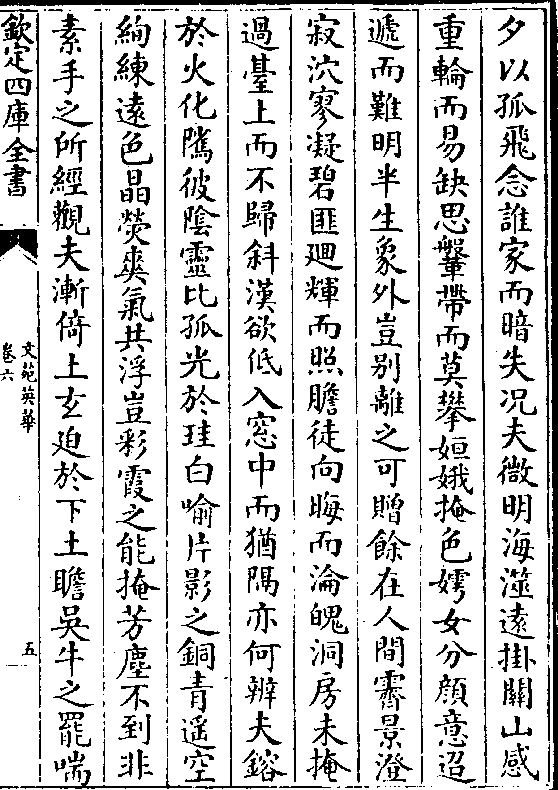 夕以孤飛念誰家而暗失况夫微明海澨遠掛關山感
重輪而易缺思鞶帶而莫攀姮娥掩色嫮女分顔意迢
遞而難明半生象外豈别離之可贈餘在人間霽景澄
寂泬寥凝碧匪廻輝而照膽徒向晦而淪魄洞房未掩
過臺上而不歸斜漢欲低入窓中而猶隔亦何辨夫鎔
於火化騰彼陰靈比孤光於珪白喻片影之銅青遥空
絢練遠色晶熒爽氣共浮豈彩霞之能掩芳塵不到非
素手之所經觀夫漸倚上玄迫於下土瞻吳牛之罷喘
欽定四庫全書
文苑英華
卷六
五